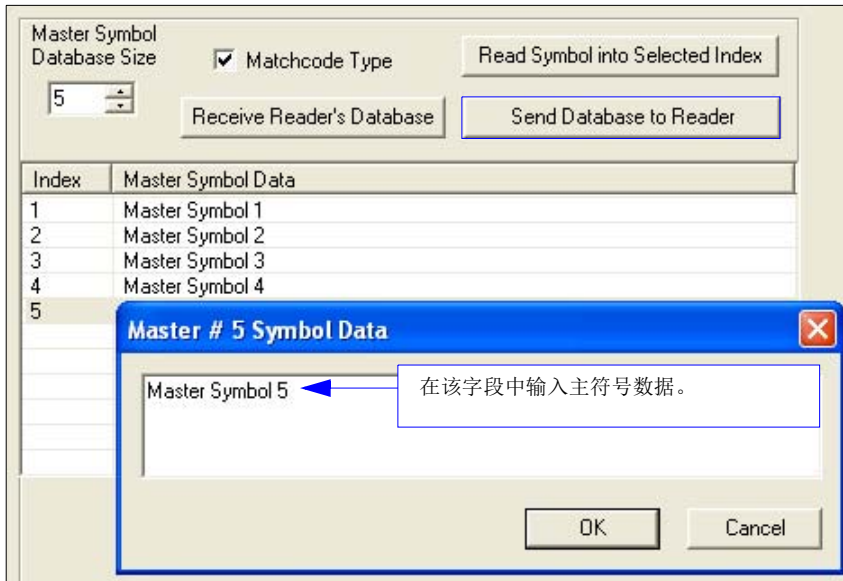 Master Symbol
Database Size
Matchcode Type
Read Symbol into Selected Index
5
Receive Reader's Database
Send Database to Reader
Index Master Symbol Data
1 Master Symbol 1
2 Master Symbol 2
3 Master Symbol 3
4 Master Symbol 4
5
Master # 5 Symbol Data
Master Symbol 5
在该字段中输入主符号数据。
OK Cancel